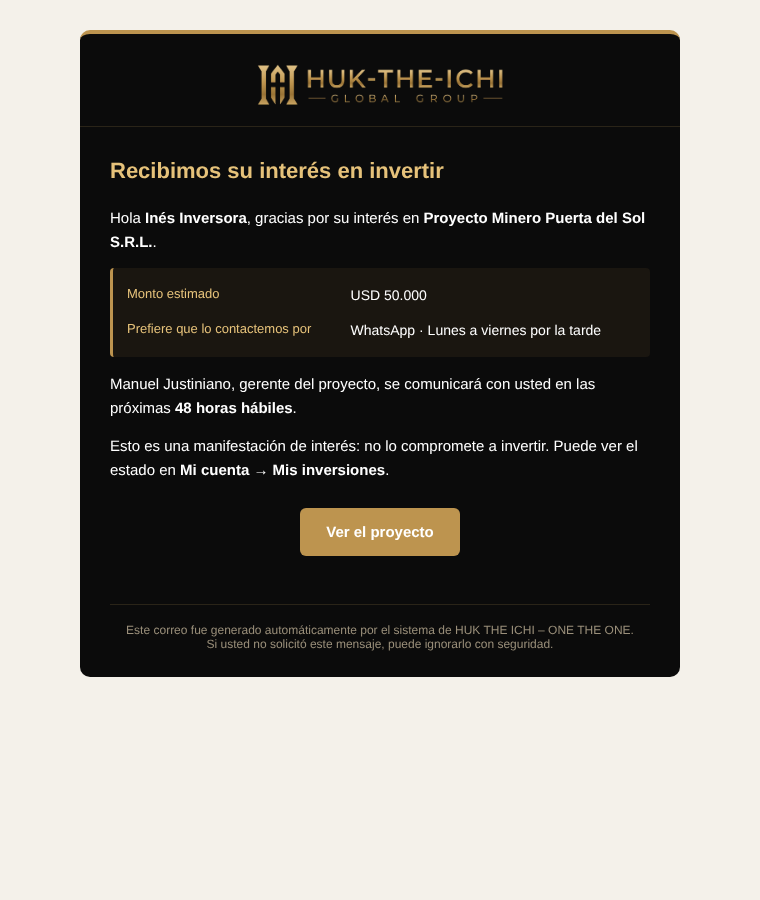 HUK-THE-ICHI
GLOBAL GROUP
Recibimos su interés en invertir
Hola Inés Inversora, gracias por su interés en Proyecto Minero Puerta del Sol
S.R.L..
Monto estimado USD 50.000
Prefiere que lo contactemos por WhatsApp · Lunes a viernes por la tarde
Manuel Justiniano, gerente del proyecto, se comunicará con usted en las
próximas 48 horas hábiles.
Esto es una manifestación de interés: no lo compromete a invertir. Puede ver el
estado en Mi cuenta → Mis inversiones.
Ver el proyecto
Este correo fue generado automáticamente por el sistema de HUK THE ICHI – ONE THE ONE.
Si usted no solicitó este mensaje, puede ignorarlo con seguridad.